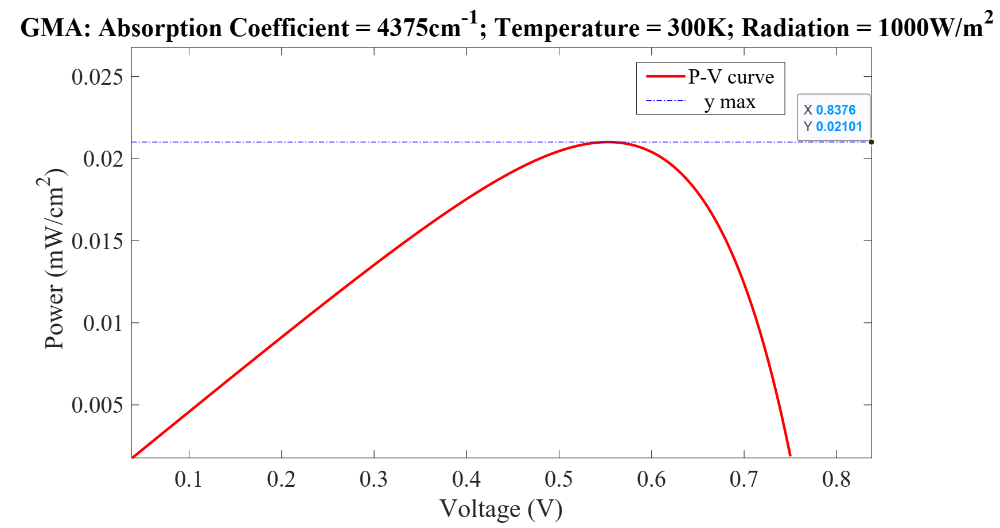 GMA: Absorption Coefficient = 4375cm⁻¹; Temperature = 300K; Radiation = 1000W/m²
P-V curve
y max
X 0.8376
Y 0.02101
0.025
0.02
0.015
0.01
0.005
Power (mW/cm²)
0.1 0.2 0.3 0.4 0.5 0.6 0.7 0.8
Voltage (V)